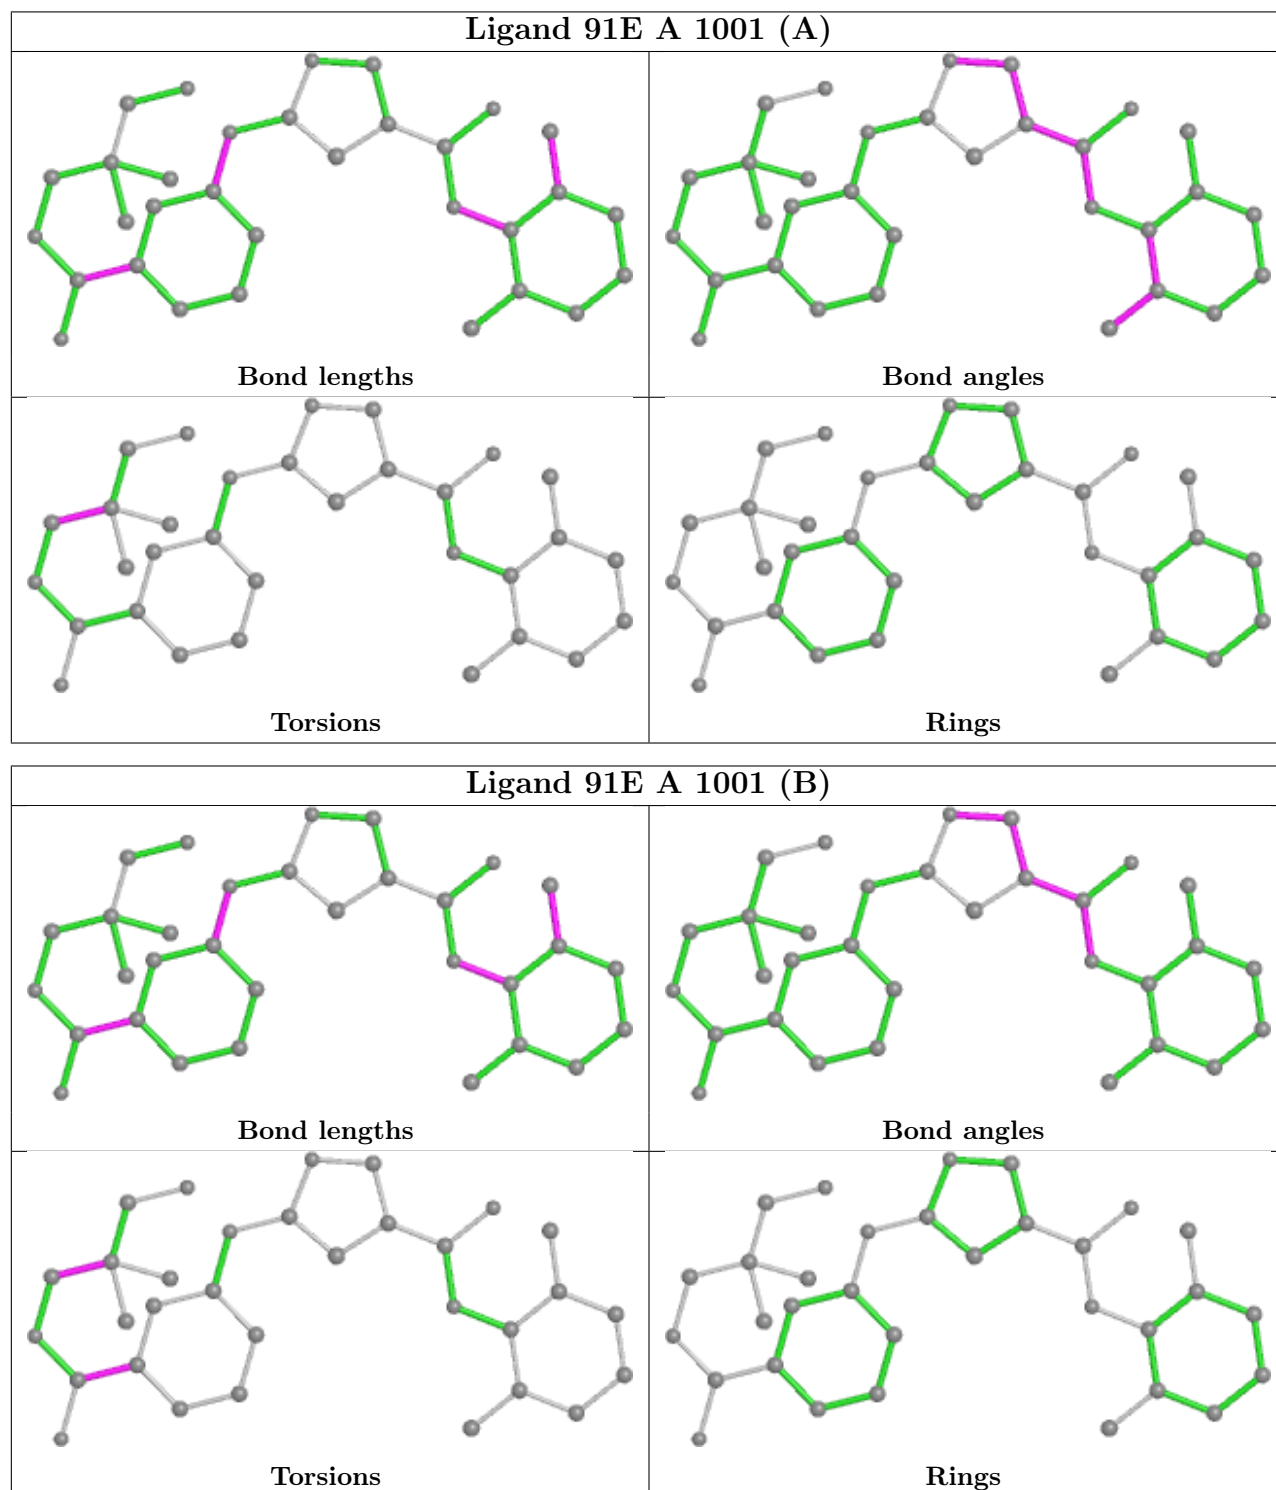 Ligand 91E A 1001 (A)
Bond lengths
Bond angles
Torsions
Rings
Ligand 91E A 1001 (B)
Bond lengths
Bond angles
Torsions
Rings